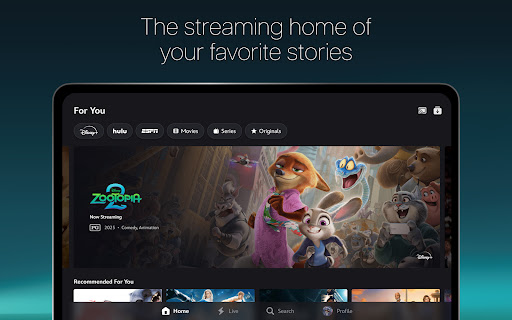 The streaming home of
your favorite stories
For You
Disney+ hulu ESPN Movies Series Originals
Disney
ZOOTOPIA 2
Now Streaming
PG 2025 • Comedy, Animation
Disney+
Recommended For You
Home Live Search Profile